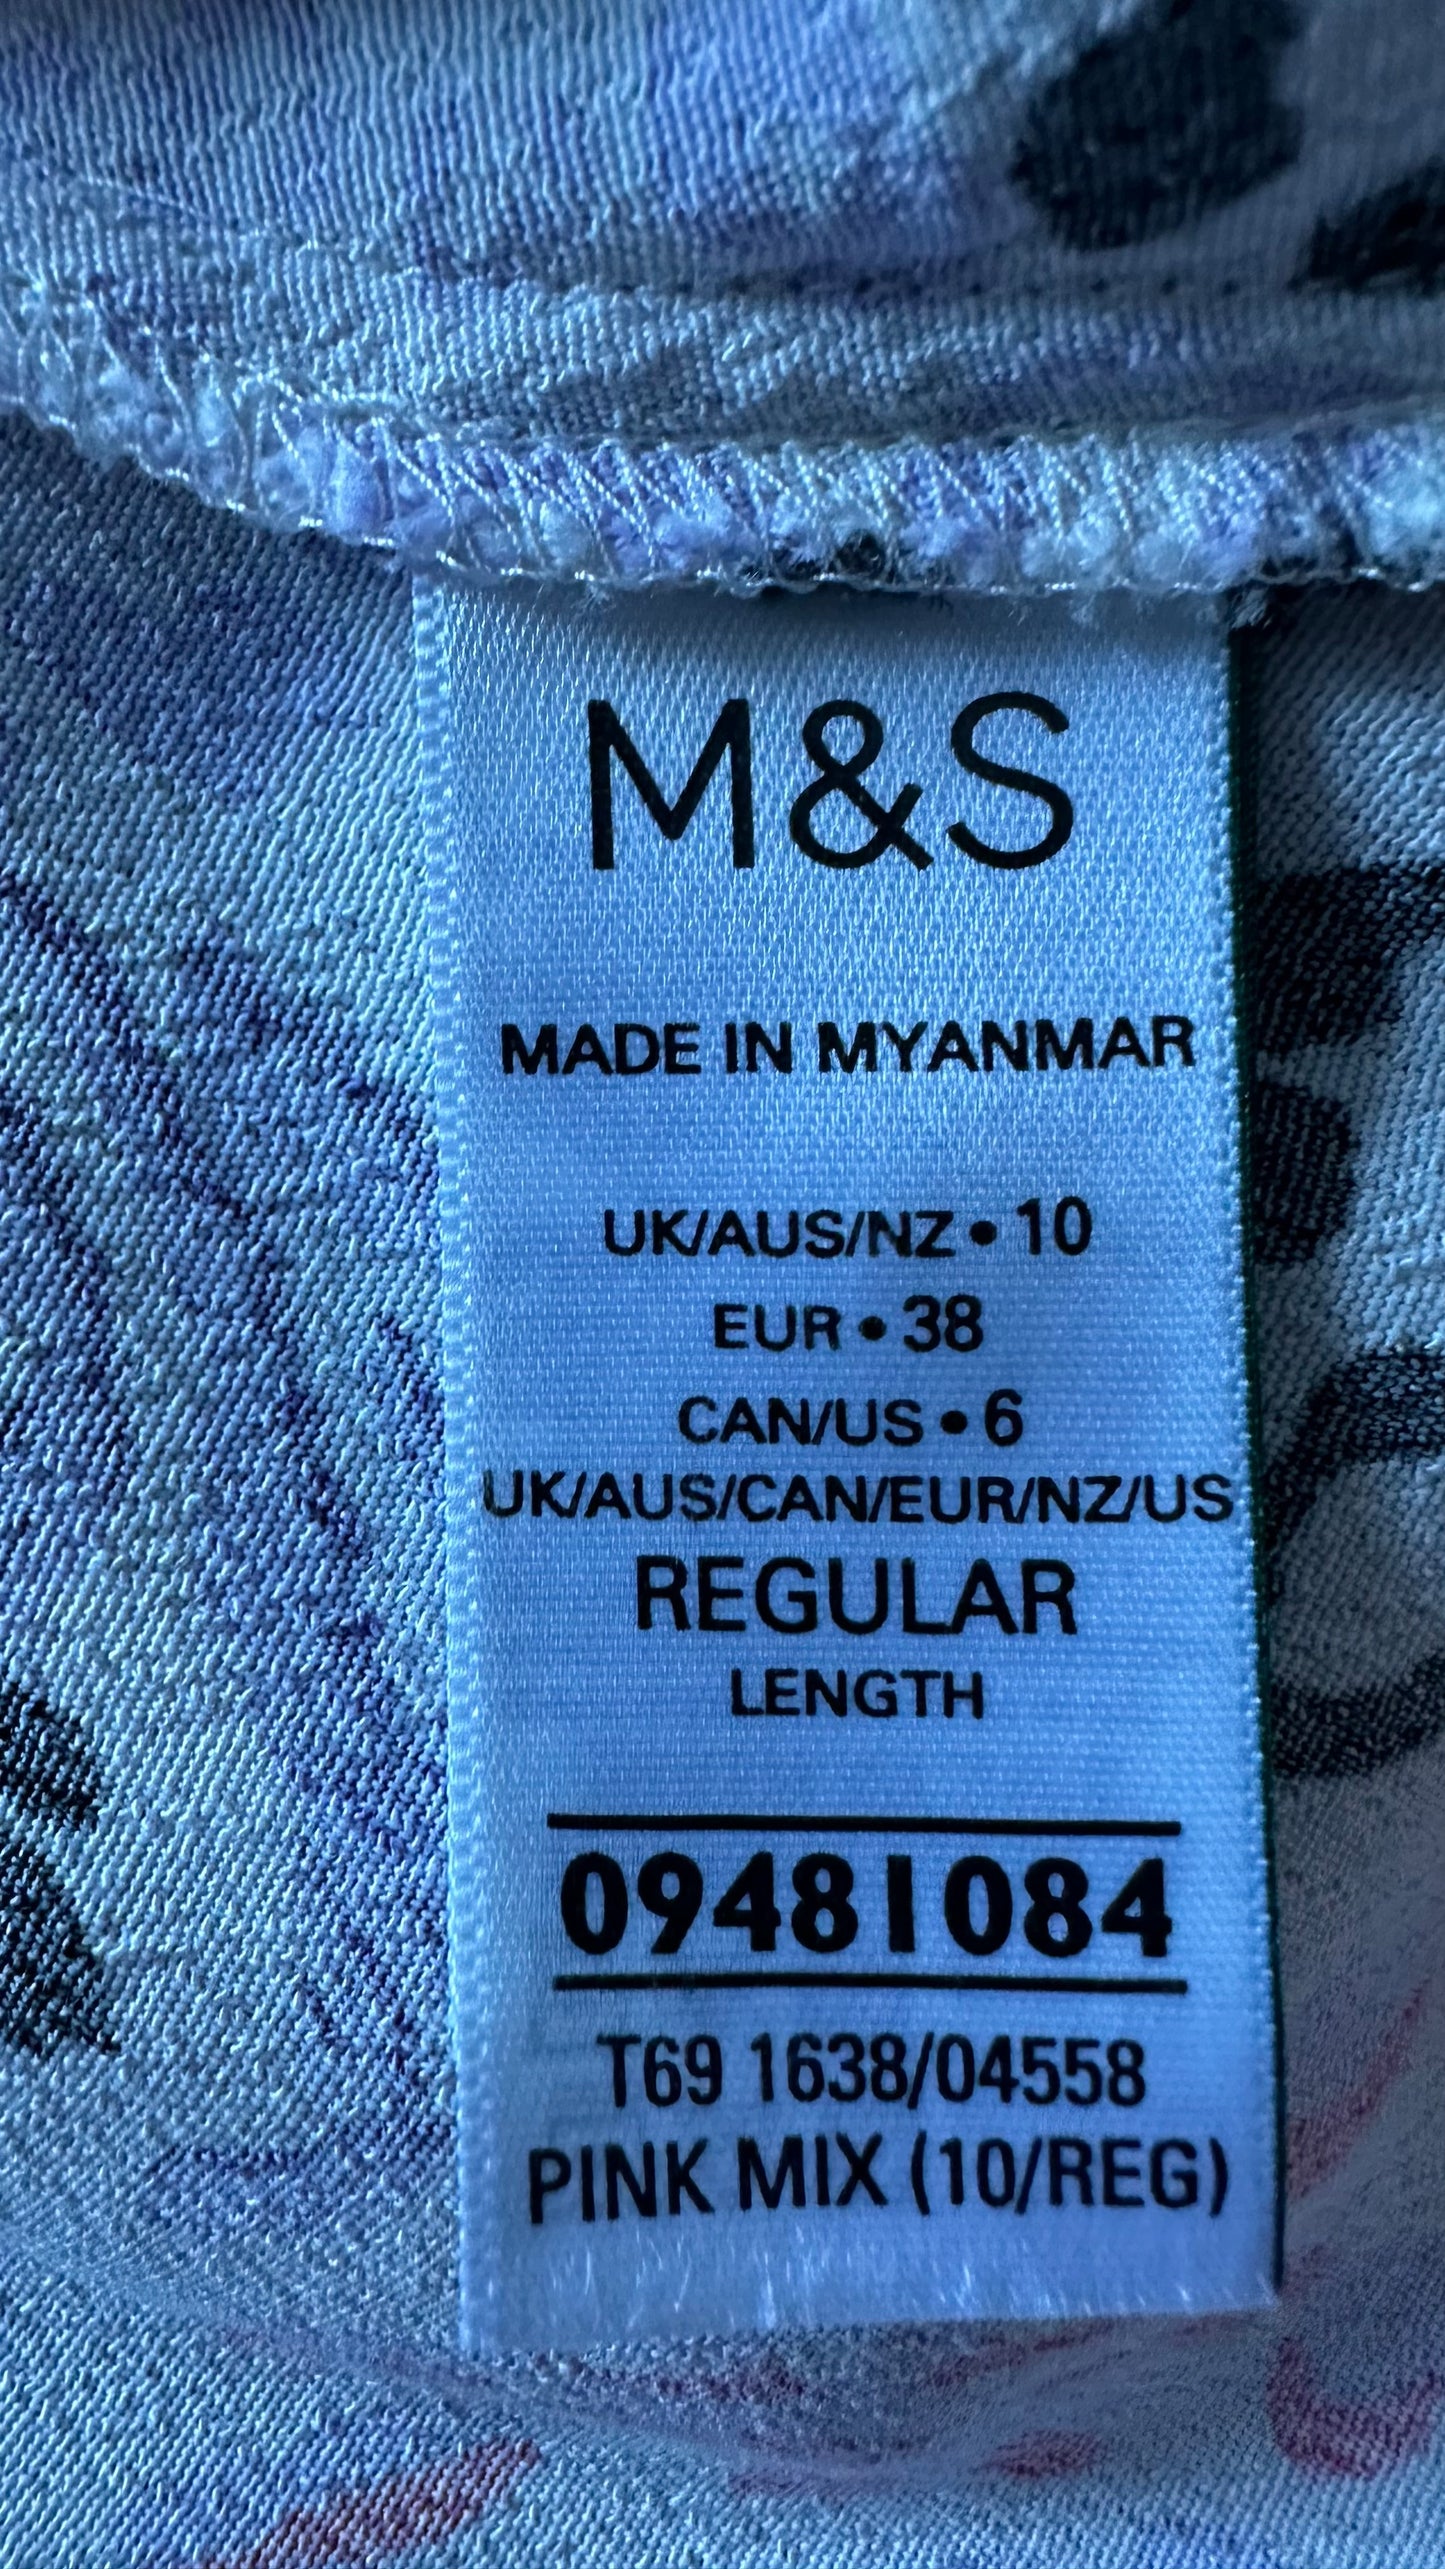 M&S
MADE IN MYANMAR
UK/AUS/NZ • 10
EUR • 38
CAN/US • 6
UK/AUS/CAN/EUR/NZ/US
REGULAR
LENGTH
09481084
T69 1638/04558
PINK MIX (10/REG)